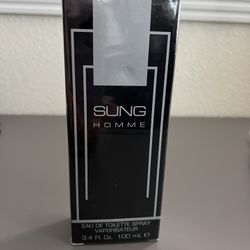 SUNG
HOMME
EAU DE TOILETTE SPRAY
VAPORISATEUR
3.4 Fl. Oz. 100 mL ℮